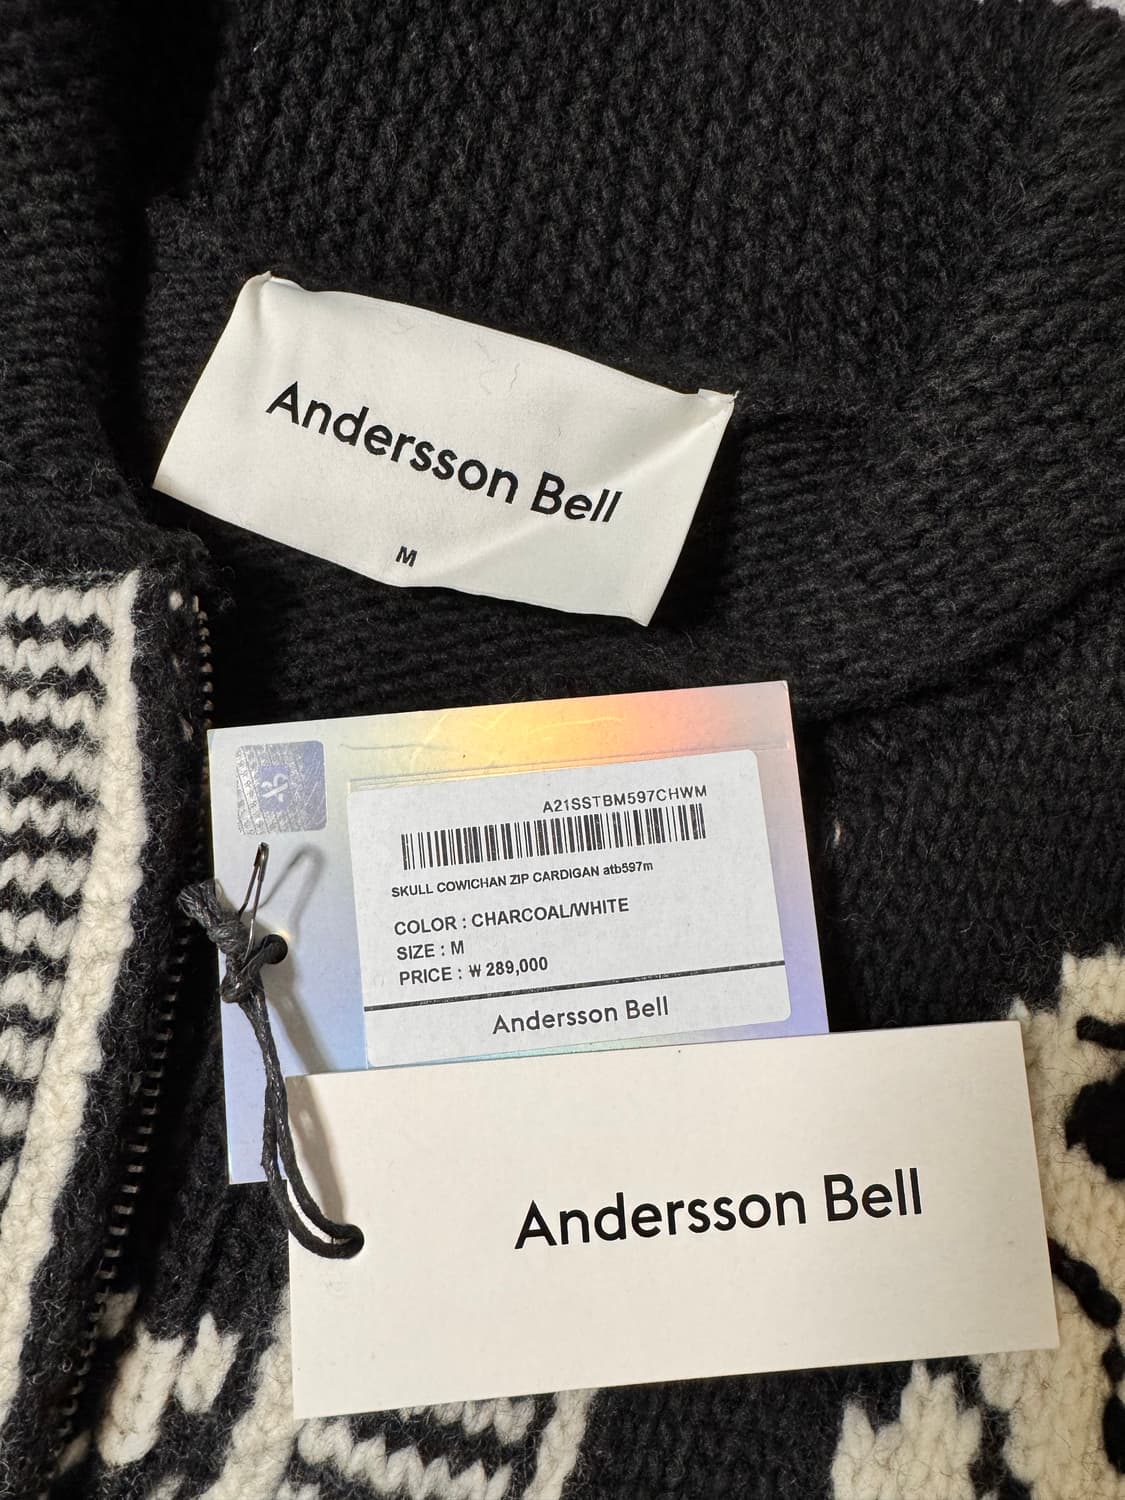 Andersson Bell
M
A21SSTBM597CHWM
SKULL COWICHAN ZIP CARDIGAN atb597m
COLOR : CHARCOAL/WHITE
SIZE : M
PRICE : ₩ 289,000
Andersson Bell
Andersson Bell